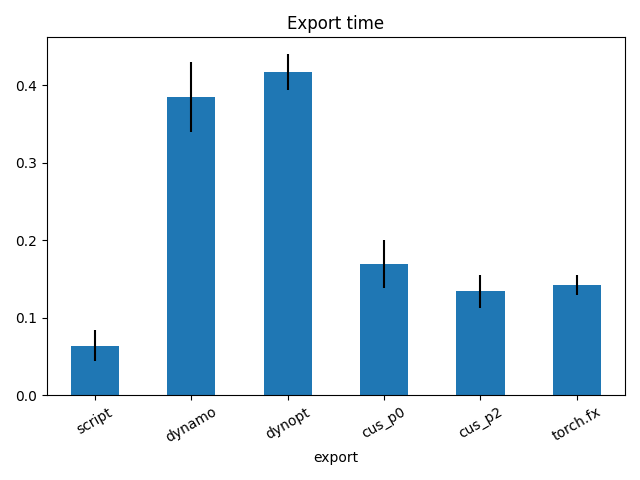 Export time
0.4
0.3
0.2
0.1
0.0
script
dynamo
dynopt
cus_p0
cus_p2
torch.fx
export